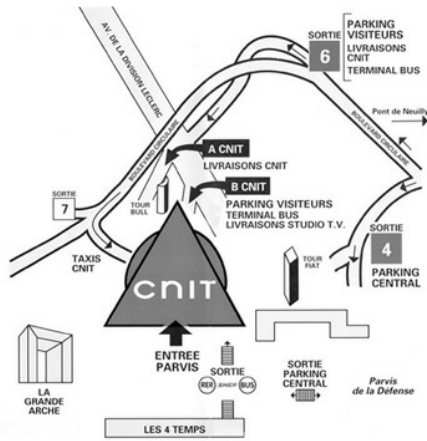 AV. DE LA DIVISION LECLERC
SORTIE
6
PARKING
VISITEURS
LIVRAISONS
CNIT
TERMINAL BUS
BOULEVARD CIRCULAIRE
BOULEVARD CIRCULAIRE
Pont de Neuilly
A CNIT
LIVRAISONS CNIT
B CNIT
PARKING VISITEURS
TERMINAL BUS
LIVRAISONS STUDIO T.V.
SORTIE
7
TOUR
BULL
TAXIS
CNIT
SORTIE
4
PARKING
CENTRAL
TOUR
FIAT
CNIT
ENTREE
PARVIS
SORTIE
RER SNCF BUS
SORTIE
PARKING
CENTRAL
Parvis
de la Défense
LA
GRANDE
ARCHE
LES 4 TEMPS